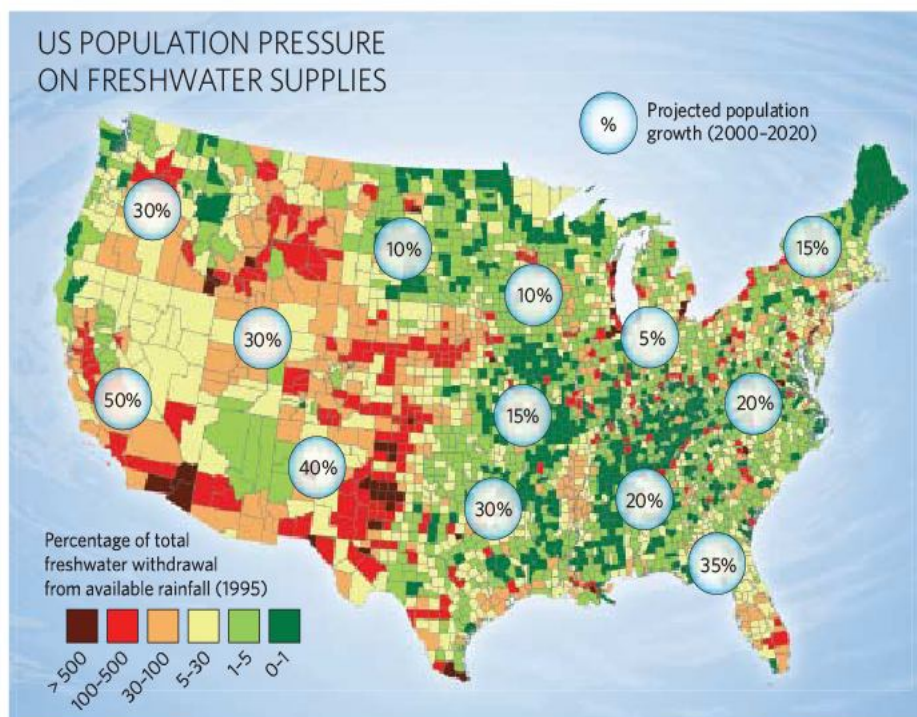 US POPULATION PRESSURE
ON FRESHWATER SUPPLIES
%
Projected population
growth (2000–2020)
30%
10%
15%
10%
30%
5%
50%
15%
20%
40%
30%
20%
35%
Percentage of total
freshwater withdrawal
from available rainfall (1995)
> 500
100–500
30–100
5–30
1–5
0–1